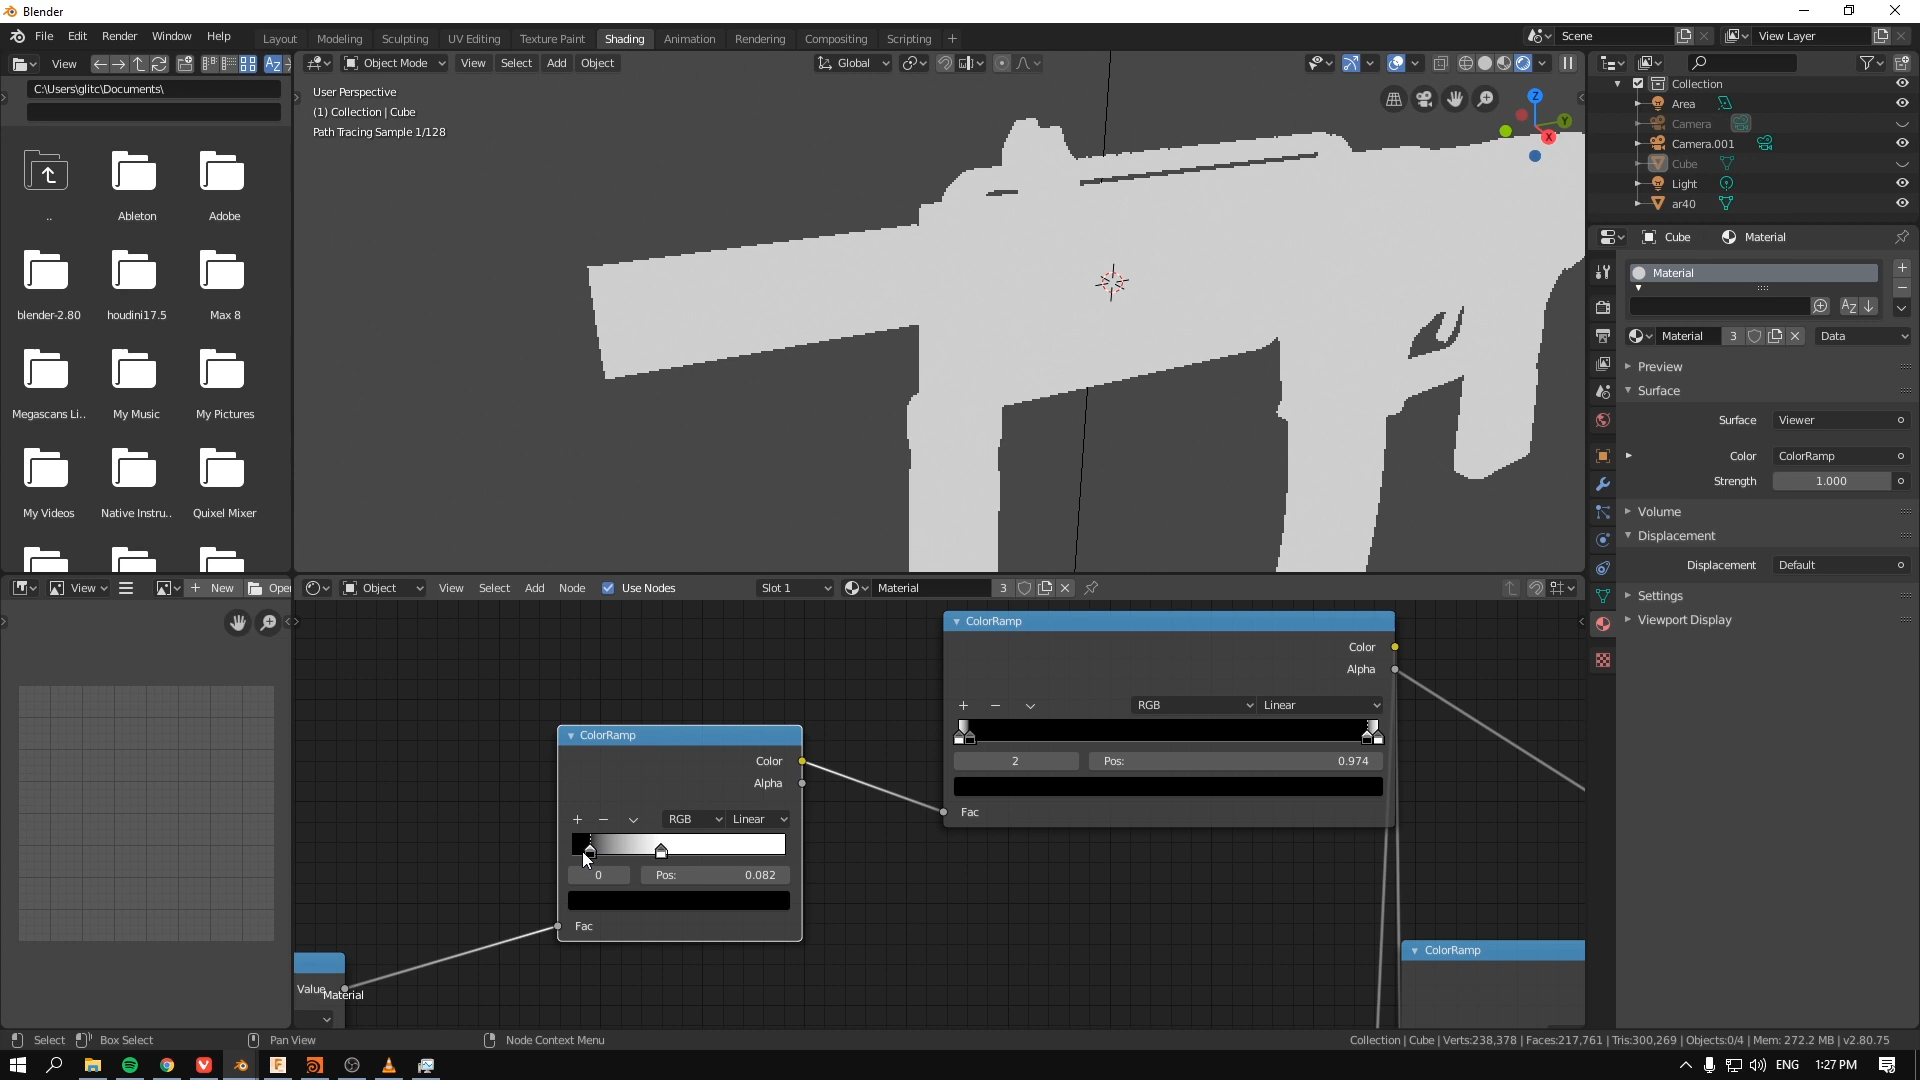 Blender
File Edit Render Window Help
Layout Modeling Sculpting UV Editing Texture Paint Shading Animation Rendering Compositing Scripting +
Scene
View Layer
View
Object Mode View Select Add Object
Global
C:\Users\glitc\Documents\
User Perspective
(1) Collection | Cube
Path Tracing Sample 1/128
Z
Y
X
..
Ableton
Adobe
blender-2.80
houdini17.5
Max 8
Megascans Li..
My Music
My Pictures
My Videos
Native Instru..
Quixel Mixer
Collection
Area
Camera
Camera.001
Cube
Light
ar40
Cube Material
Material
Material 3 Data
Preview
Surface
Surface Viewer
Color ColorRamp
Strength 1.000
Volume
Displacement
Displacement Default
Settings
Viewport Display
View New Open
Object View Select Add Node Use Nodes Slot 1 Material 3
ColorRamp
Color
Alpha
RGB Linear
2 Pos: 0.974
Fac
ColorRamp
Color
Alpha
RGB Linear
0 Pos: 0.082
Fac
ColorRamp
Value
Material
Select Box Select Pan View Node Context Menu
Collection | Cube | Verts:238,378 | Faces:217,761 | Tris:300,269 | Objects:0/4 | Mem: 272.2 MB | v2.80.75
ENG 1:27 PM